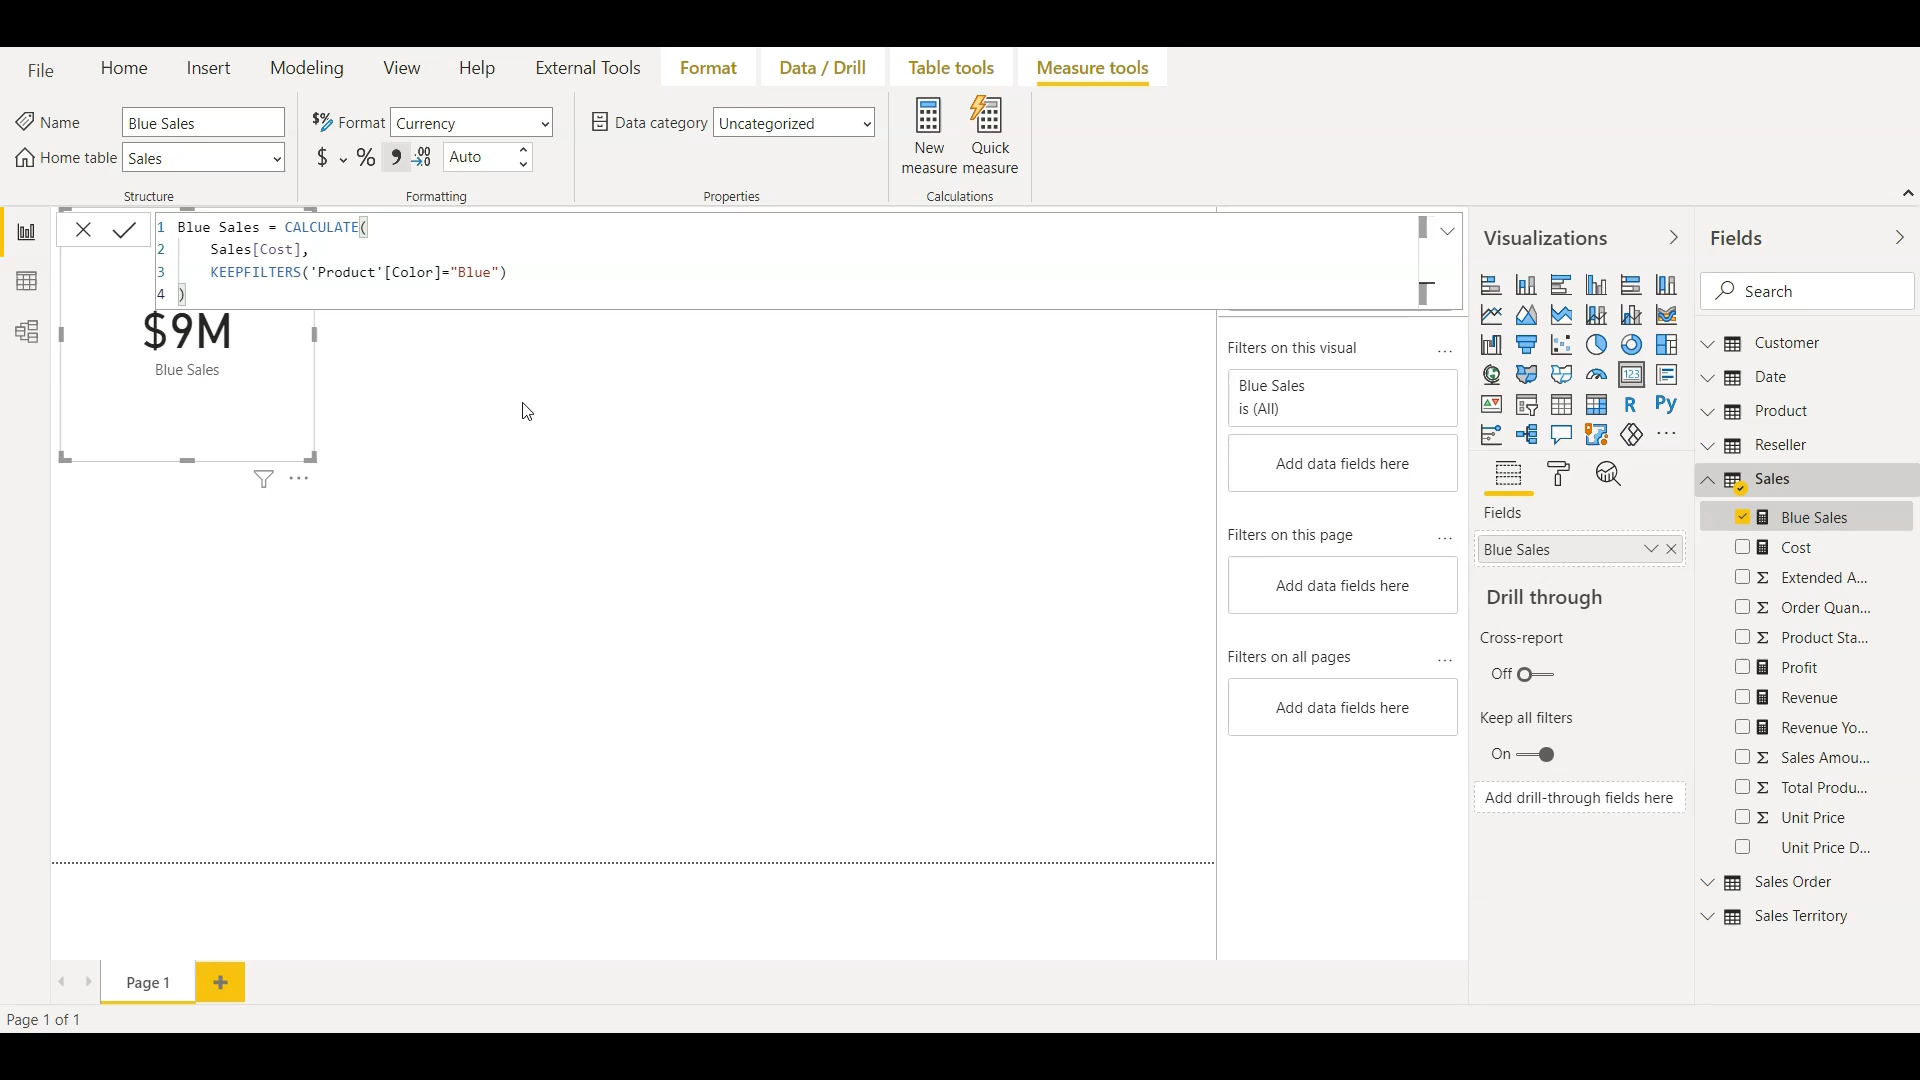 File Home Insert Modeling View Help External Tools Format Data / Drill Table tools Measure tools
Name Blue Sales
Home table Sales
Structure
$% Format Currency
$ % 9 .00 Auto
Formatting
Data category Uncategorized
Properties
New measure
Quick measure
Calculations
1 Blue Sales = CALCULATE(
2 Sales[Cost],
3 KEEPFILTERS('Product'[Color]="Blue")
4 )
$9M
Blue Sales
Filters on this visual ...
Blue Sales
is (All)
Add data fields here
Filters on this page ...
Add data fields here
Filters on all pages ...
Add data fields here
Visualizations
123
R Py
Fields
Blue Sales
Drill through
Cross-report
Off
Keep all filters
On
Add drill-through fields here
Fields
Search
Customer
Date
Product
Reseller
Sales
Blue Sales
Cost
Σ Extended A...
Σ Order Quan...
Σ Product Sta...
Profit
Revenue
Revenue Yo...
Σ Sales Amou...
Σ Total Produ...
Σ Unit Price
Unit Price D...
Sales Order
Sales Territory
Page 1
Page 1 of 1